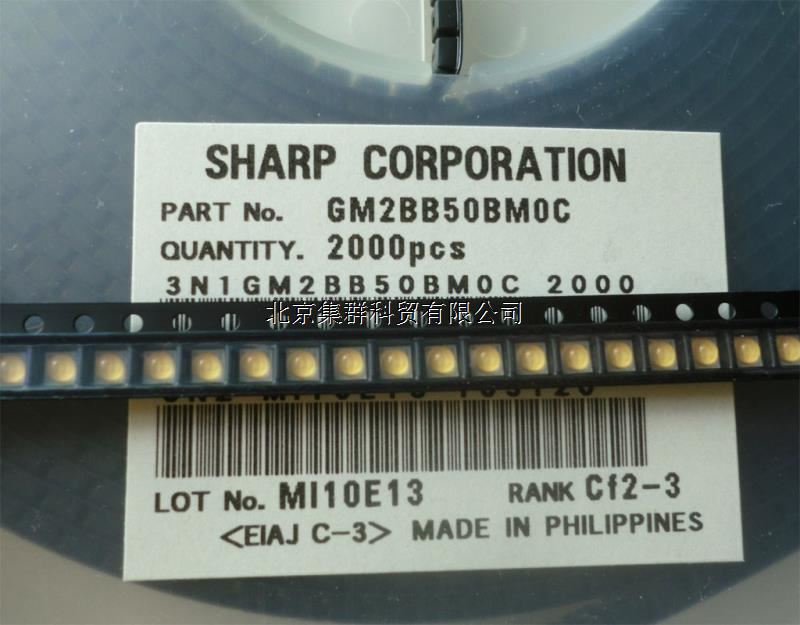 SHARP CORPORATION
PART No. GM2BB50BM0C
QUANTITY. 2000pcs
3N1GM2BB50BM0C 2000
北京集群科贸有限公司
LOT No. MI10E13 RANK Cf2-3
<EIAJ C-3> MADE IN PHILIPPINES